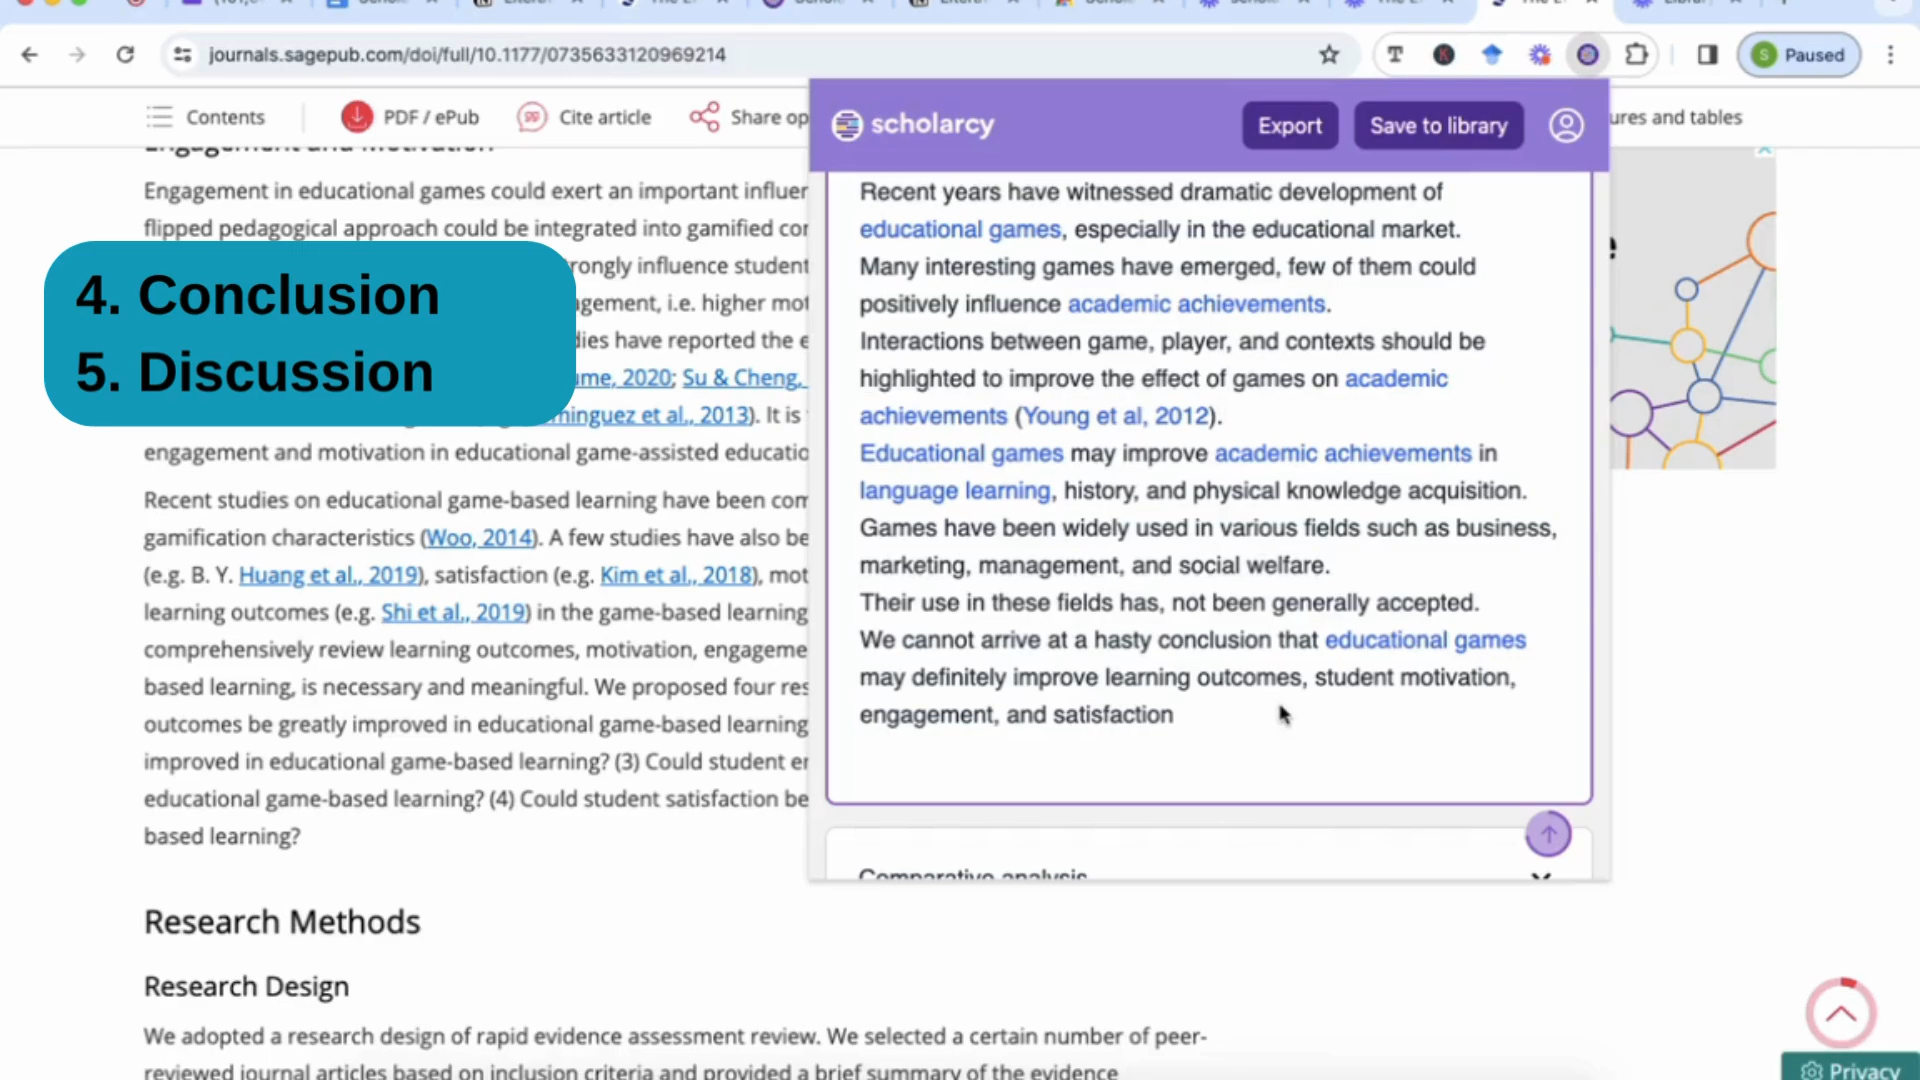 journals.sagepub.com/doi/full/10.1177/0735633120969214
S Paused
Contents
PDF / ePub
Cite article
Share op
ures and tables
scholarcy
Export
Save to library
Engagement and Motivation
Engagement in educational games could exert an important influer
flipped pedagogical approach could be integrated into gamified cor
rongly influence student
gement, i.e. higher mot
dies have reported the e
ume, 2020; Su & Cheng,
minguez et al., 2013). It is
engagement and motivation in educational game-assisted educatio
4. Conclusion
5. Discussion
Recent studies on educational game-based learning have been com
gamification characteristics (Woo, 2014). A few studies have also be
(e.g. B. Y. Huang et al., 2019), satisfaction (e.g. Kim et al., 2018), mot
learning outcomes (e.g. Shi et al., 2019) in the game-based learning
comprehensively review learning outcomes, motivation, engageme
based learning, is necessary and meaningful. We proposed four res
outcomes be greatly improved in educational game-based learning
improved in educational game-based learning? (3) Could student er
educational game-based learning? (4) Could student satisfaction be
based learning?
Research Methods
Research Design
We adopted a research design of rapid evidence assessment review. We selected a certain number of peer-
reviewed journal articles based on inclusion criteria and provided a brief summary of the evidence
Recent years have witnessed dramatic development of
educational games, especially in the educational market.
Many interesting games have emerged, few of them could
positively influence academic achievements.
Interactions between game, player, and contexts should be
highlighted to improve the effect of games on academic
achievements (Young et al, 2012).
Educational games may improve academic achievements in
language learning, history, and physical knowledge acquisition.
Games have been widely used in various fields such as business,
marketing, management, and social welfare.
Their use in these fields has, not been generally accepted.
We cannot arrive at a hasty conclusion that educational games
may definitely improve learning outcomes, student motivation,
engagement, and satisfaction
Comparative analysis
Privacy